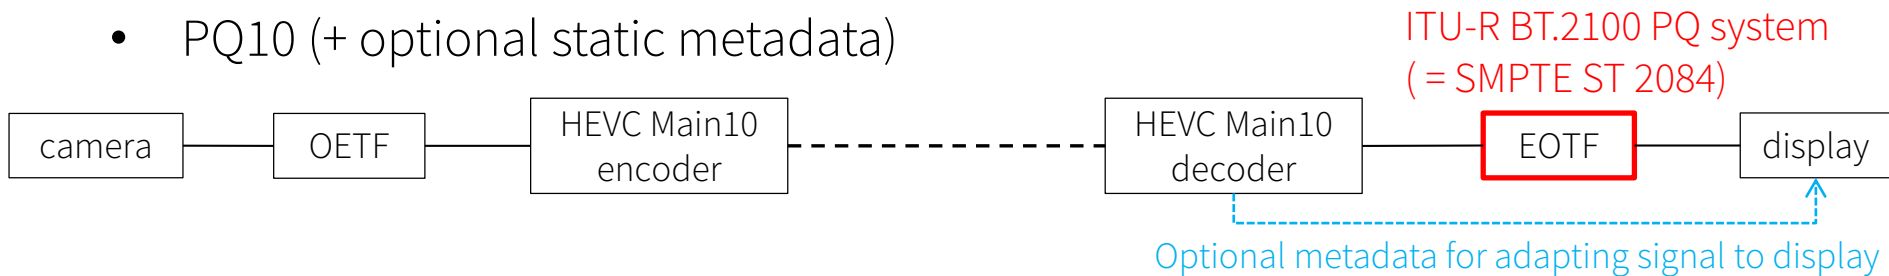 • PQ10 (+ optional static metadata)
ITU-R BT.2100 PQ system
( = SMPTE ST 2084)
camera
OETF
HEVC Main10
encoder
HEVC Main10
decoder
EOTF
display
Optional metadata for adapting signal to display